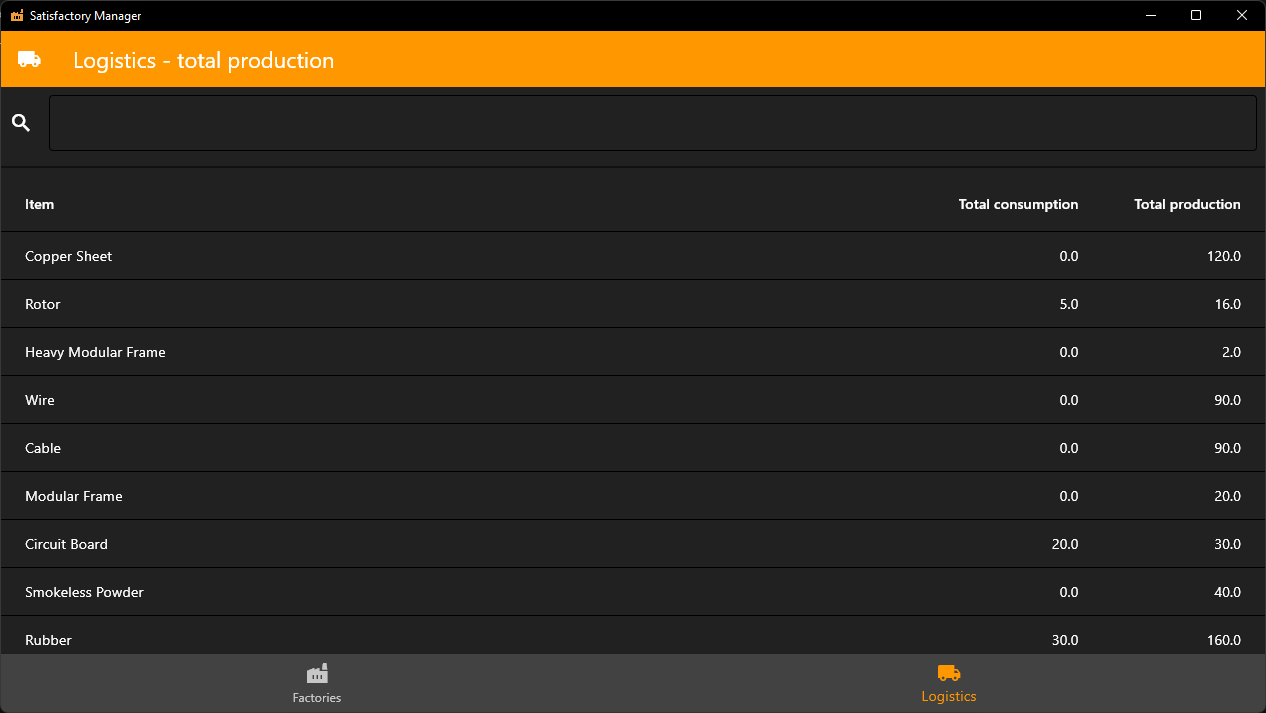 Satisfactory Manager
Logistics - total production
Item Total consumption Total production
Copper Sheet 0.0 120.0
Rotor 5.0 16.0
Heavy Modular Frame 0.0 2.0
Wire 0.0 90.0
Cable 0.0 90.0
Modular Frame 0.0 20.0
Circuit Board 20.0 30.0
Smokeless Powder 0.0 40.0
Rubber 30.0 160.0
Factories Logistics